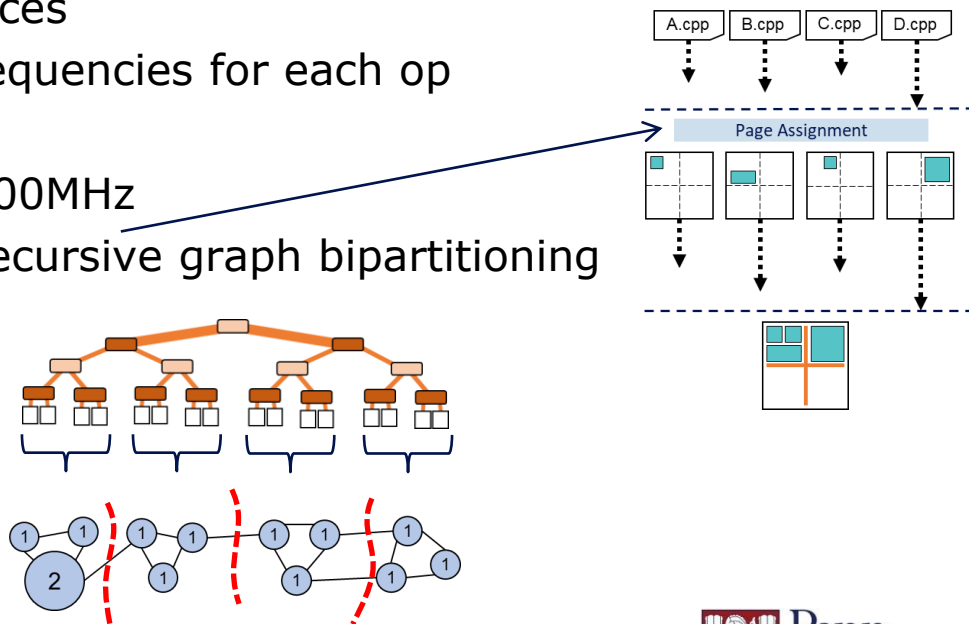 ces
equencies for each op
00MHz
ecursive graph bipartitioning
A.cpp B.cpp C.cpp D.cpp
Page Assignment
1 1 1 1 1 1 1
2 1 1 1 1